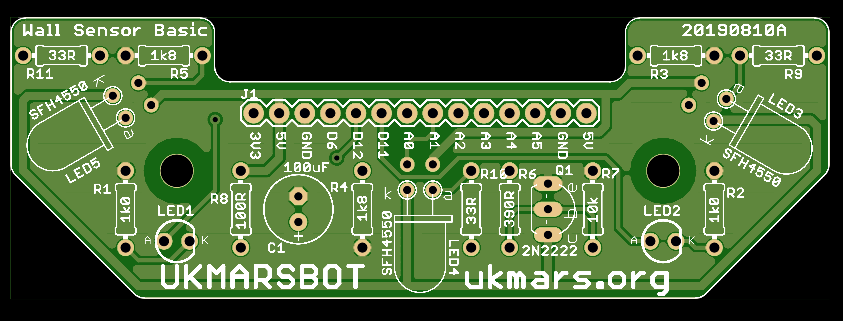 Wall Sensor Basic
20190810A
33R
1k8
1k8
33R
R11
R5
R3
R9
SFH4550
K
a
LED5
J1
3V3
5V
GND
D6
D12
D11
A0
A1
A2
A3
A4
A5
GND
5V
a
LED3
K
SFH4550
R1
1k0
LED1
A
K
R8
100R
100uF
C1
+
R4
1k8
k
a
SFH4550
LED4
R10
33R
R6
390R
Q1
e
b
c
2N2222
R7
10k
LED2
A
K
R2
1k0
UKMARSBOT
ukmars.org